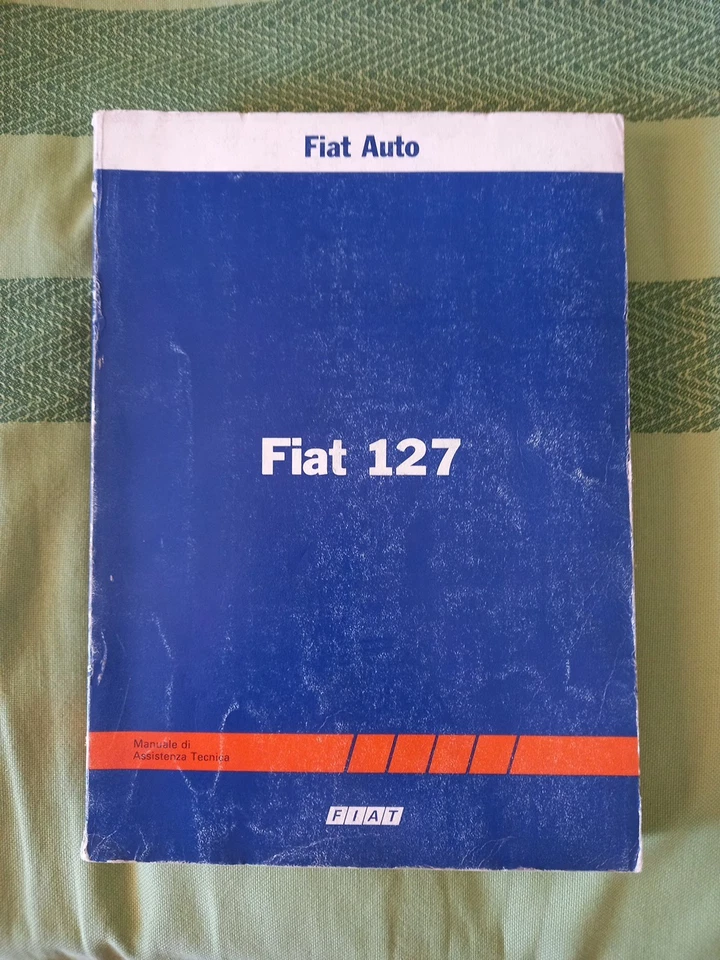 Fiat Auto
Fiat 127
Manuale di
Assistenza Tecnica
FIAT